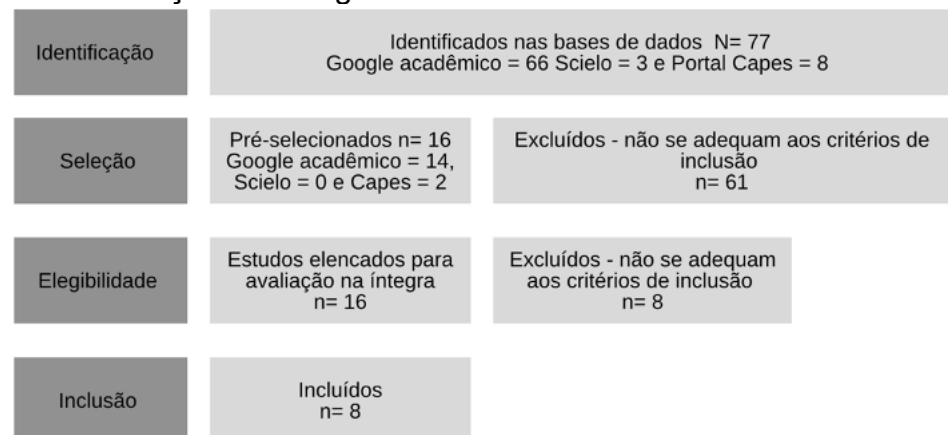 Identificação
Identificados nas bases de dados N= 77
Google acadêmico = 66 Scielo = 3 e Portal Capes = 8
Seleção
Pré-selecionados n= 16
Google acadêmico = 14,
Scielo = 0 e Capes = 2
Excluídos - não se adequam aos critérios de
inclusão
n= 61
Elegibilidade
Estudos elencados para
avaliação na íntegra
n= 16
Excluídos - não se adequam
aos critérios de inclusão
n= 8
Inclusão
Incluídos
n= 8